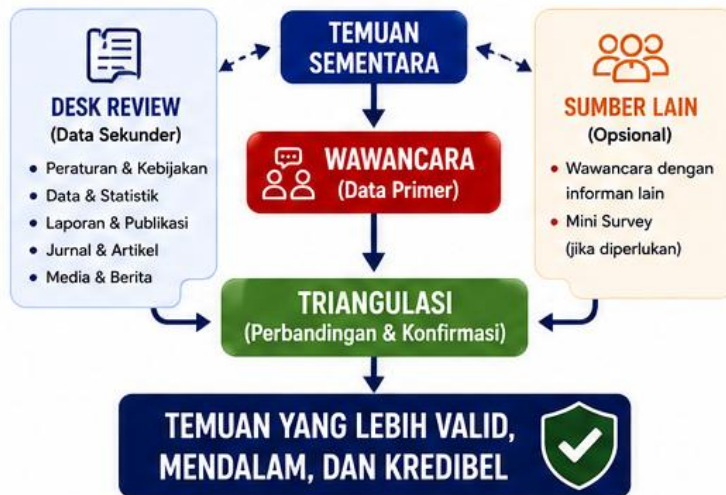 TEMUAN
SEMENTARA
DESK REVIEW
(Data Sekunder)
• Peraturan & Kebijakan
• Data & Statistik
• Laporan & Publikasi
• Jurnal & Artikel
• Media & Berita
WAWANCARA
(Data Primer)
SUMBER LAIN
(Opsional)
• Wawancara dengan
informan lain
• Mini Survey
(jika diperlukan)
TRIANGULASI
(Perbandingan & Konfirmasi)
TEMUAN YANG LEBIH VALID,
MENDALAM, DAN KREDIBEL